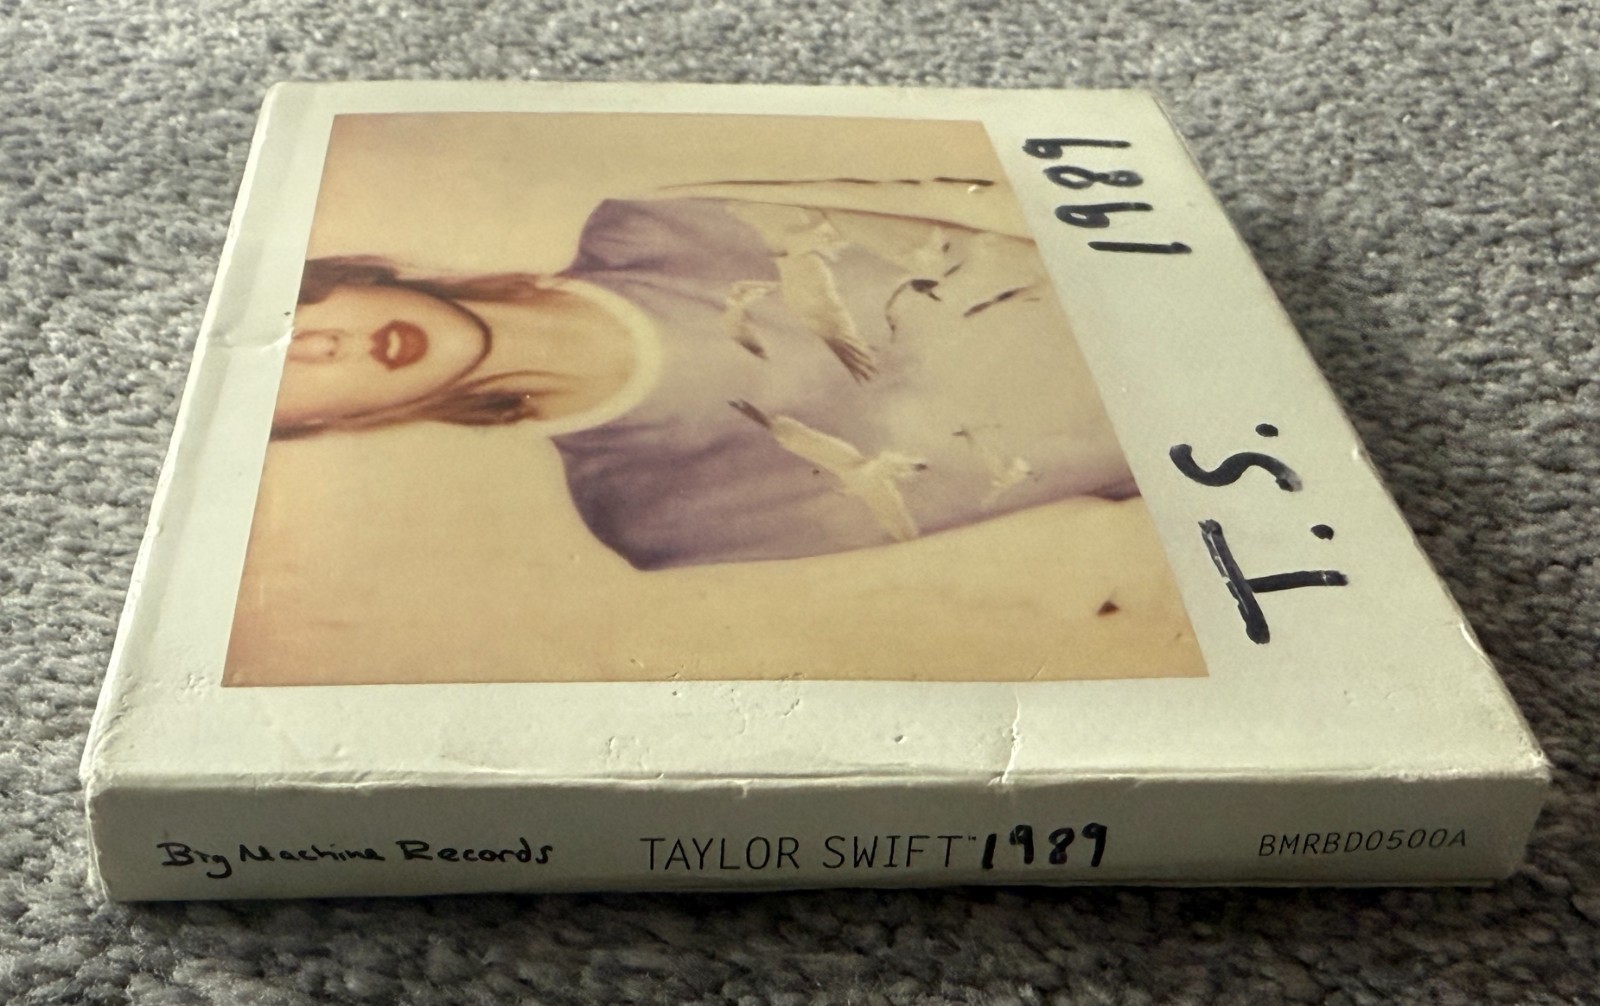 T. S. 1989
Big Machine Records TAYLOR SWIFT™ 1989 BMRBD0500A